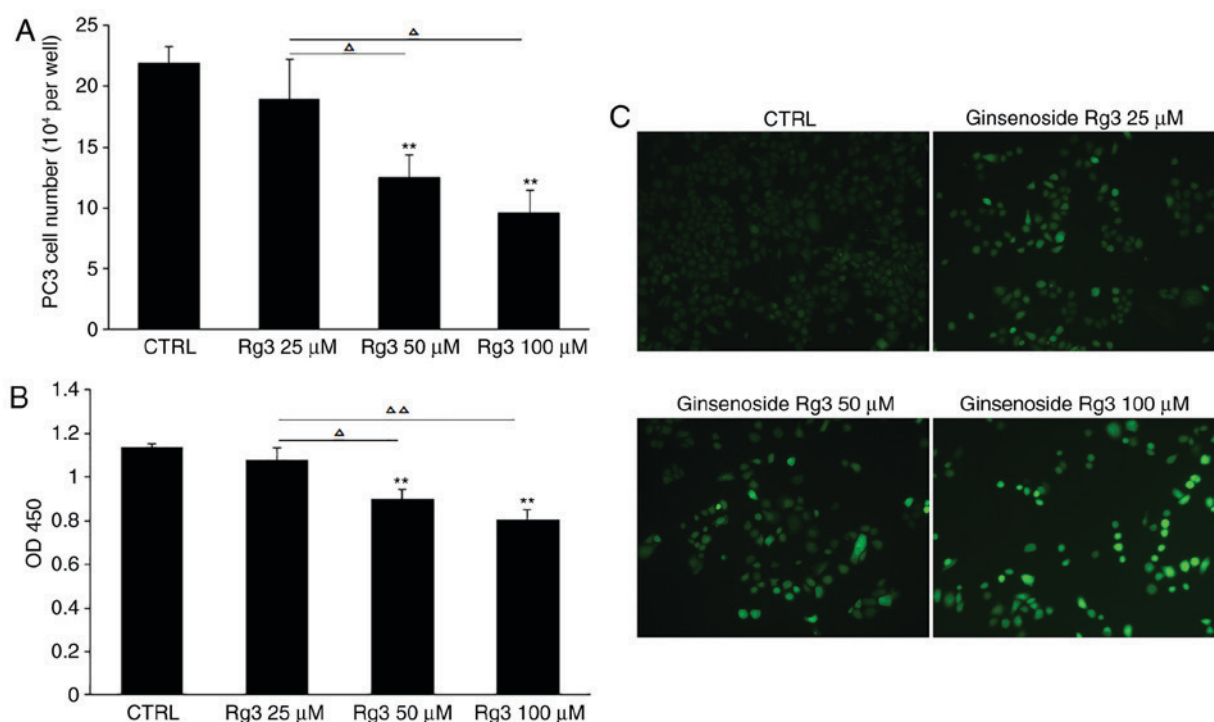 A
PC3 cell number (10⁴ per well)
25
20
15
10
5
0
Δ
Δ
**
**
CTRL
Rg3 25 μM
Rg3 50 μM
Rg3 100 μM
B
OD 450
1.4
1.2
1
0.8
0.6
0.4
0.2
0
Δ Δ
Δ
**
**
CTRL
Rg3 25 μM
Rg3 50 μM
Rg3 100 μM
C
CTRL
Ginsenoside Rg3 25 μM
Ginsenoside Rg3 50 μM
Ginsenoside Rg3 100 μM